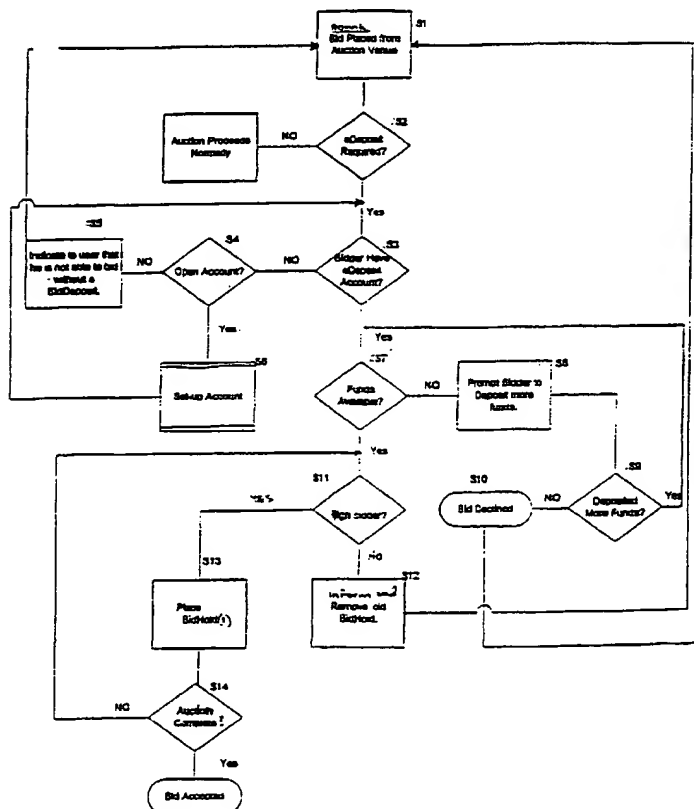 S1
Bid Placed from
Auction Venue
S2
eDeposit
Required?
NO
Auction Proceeds
Normally
Yes
S3
Bidder Have
eDeposit
Account?
NO
S4
Open Account?
NO
S5
Indicate to user that
he is not able to bid
- without a
BidDeposit.
Yes
S6
Set-up Account
Yes
S7
Funds
Available?
NO
S8
Prompt Bidder to
Deposit more
funds.
S9
Deposited
More Funds?
Yes
NO
S10
Bid Declined
Yes
S11
Bidder?
YES
NO
S12
Remove old
BidHold.
S13
Place
BidHold(s)
S14
Auction
Complete?
NO
Yes
Bid Accepted